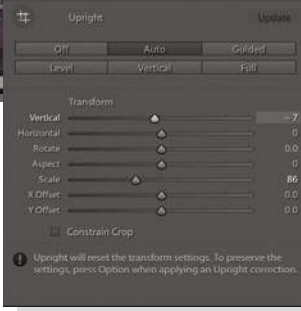 Upright Update
Off Auto Guided
Level Vertical Full
Transform
Vertical - 7
Horizontal 0
Rotate 0.0
Aspect 0
Scale 86
X Offset 0.0
Y Offset 0.0
Constrain Crop
Upright will reset the transform settings. To preserve the
settings, press Option when applying an Upright correction.